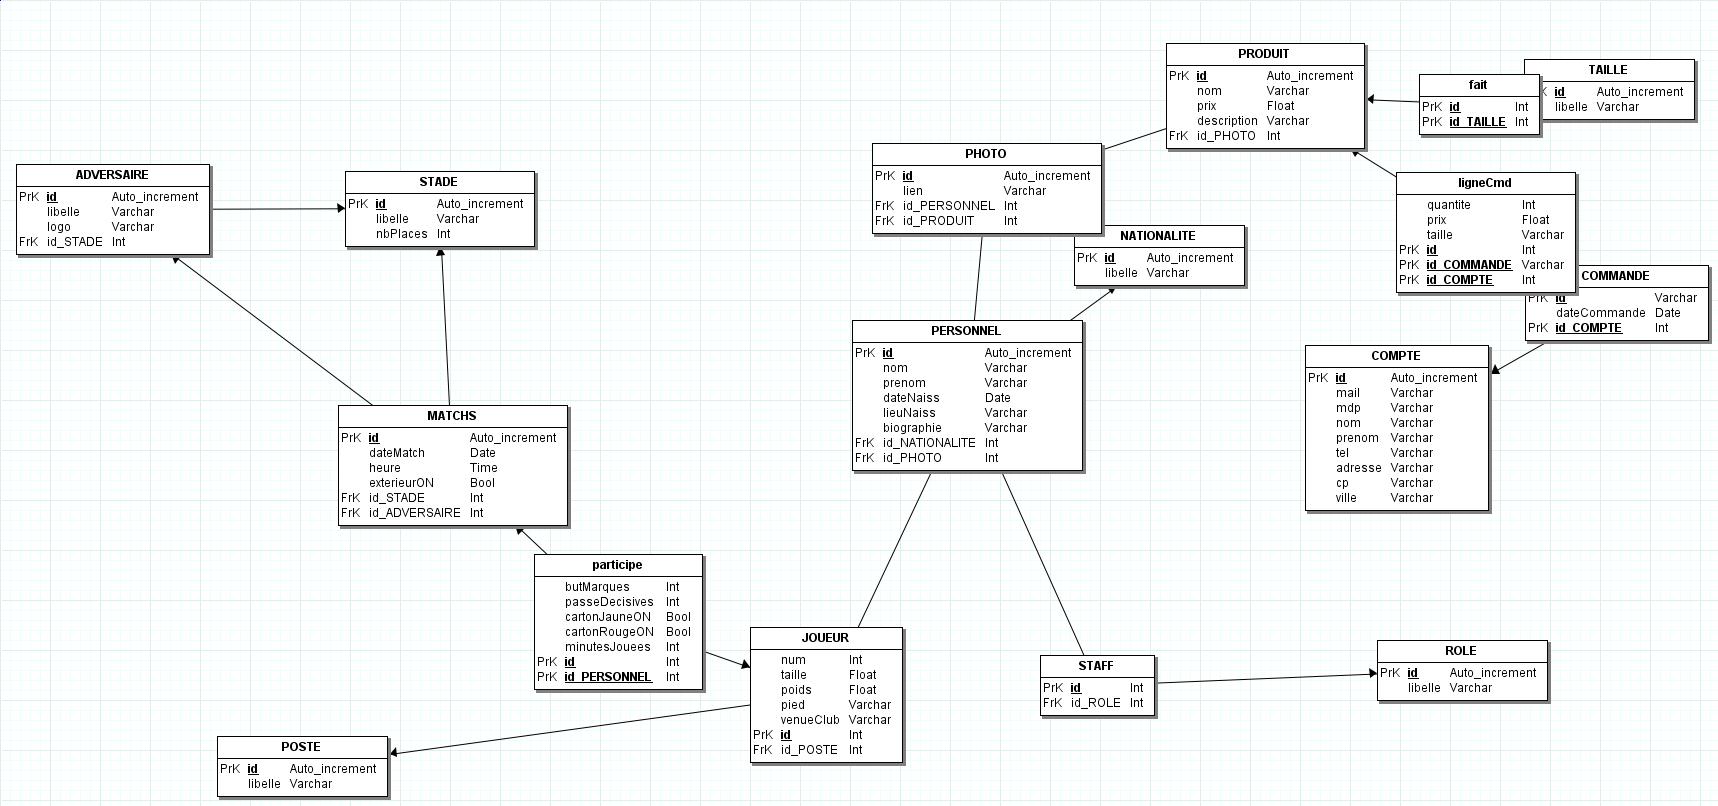 PRODUIT
PrK id Auto_increment
nom Varchar
prix Float
description Varchar
FrK id_PHOTO Int
fait
PrK id Int
PrK id_TAILLE Int
TAILLE
K id Auto_increment
libelle Varchar
PHOTO
PrK id Auto_increment
lien Varchar
FrK id_PERSONNEL Int
FrK id_PRODUIT Int
ADVERSAIRE
PrK id Auto_increment
libelle Varchar
logo Varchar
FrK id_STADE Int
STADE
PrK id Auto_increment
libelle Varchar
nbPlaces Int
ligneCmd
quantite Int
prix Float
taille Varchar
PrK id Int
PrK id_COMMANDE Varchar
PrK id_COMPTE Int
NATIONALITE
PrK id Auto_increment
libelle Varchar
COMMANDE
PrK id Varchar
dateCommande Date
PrK id_COMPTE Int
PERSONNEL
PrK id Auto_increment
nom Varchar
prenom Varchar
dateNaiss Date
lieuNaiss Varchar
biographie Varchar
FrK id_NATIONALITE Int
FrK id_PHOTO Int
COMPTE
PrK id Auto_increment
mail Varchar
mdp Varchar
nom Varchar
prenom Varchar
tel Varchar
adresse Varchar
cp Varchar
ville Varchar
MATCHS
PrK id Auto_increment
dateMatch Date
heure Time
exterieurON Bool
FrK id_STADE Int
FrK id_ADVERSAIRE Int
participe
butMarques Int
passeDecisives Int
cartonJauneON Bool
cartonRougeON Bool
minutesJouees Int
PrK id Int
PrK id_PERSONNEL Int
JOUEUR
num Int
taille Float
poids Float
pied Varchar
venueClub Varchar
PrK id Int
FrK id_POSTE Int
STAFF
PrK id Int
FrK id_ROLE Int
ROLE
PrK id Auto_increment
libelle Varchar
POSTE
PrK id Auto_increment
libelle Varchar